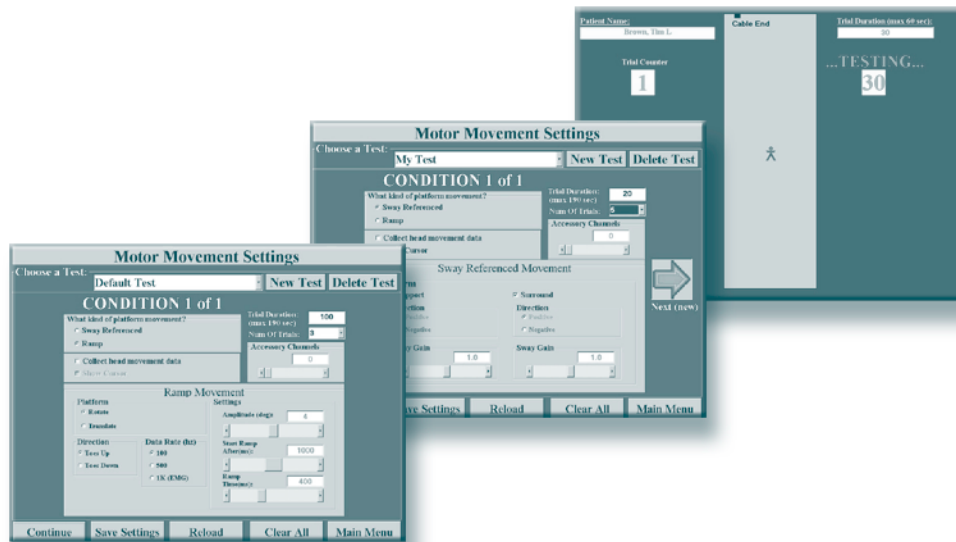 Patient Name:
Brown, Tim L
Cable End
Trial Duration (max 60 sec):
30
Trial Counter
1
...TESTING...
30
Motor Movement Settings
Choose a Test:
My Test
New Test
Delete Test
CONDITION 1 of 1
What kind of platform movement?
Sway Referenced
Ramp
Collect head movement data
Cursor
Trial Duration:
(max 190 sec)
20
Num Of Trials:
5
Accessory Channels
0
Sway Referenced Movement
Surround
Direction
Positive
Negative
Positive
Negative
Sway Gain
1.0
Sway Gain
1.0
Next (new)
Save Settings
Reload
Clear All
Main Menu
Motor Movement Settings
Choose a Test:
Default Test
New Test
Delete Test
CONDITION 1 of 1
What kind of platform movement?
Sway Referenced
Ramp
Collect head movement data
Show Cursor
Trial Duration:
(max 190 sec)
100
Num Of Trials:
3
Accessory Channels
0
Ramp Movement
Platform
Rotate
Translate
Direction
Toes Up
Toes Down
Data Rate (hz)
100
500
1K (EMG)
Settings
Amplitude (deg):
4
Start Ramp
After(ms):
1000
Ramp
Time(ms):
400
Continue
Save Settings
Reload
Clear All
Main Menu